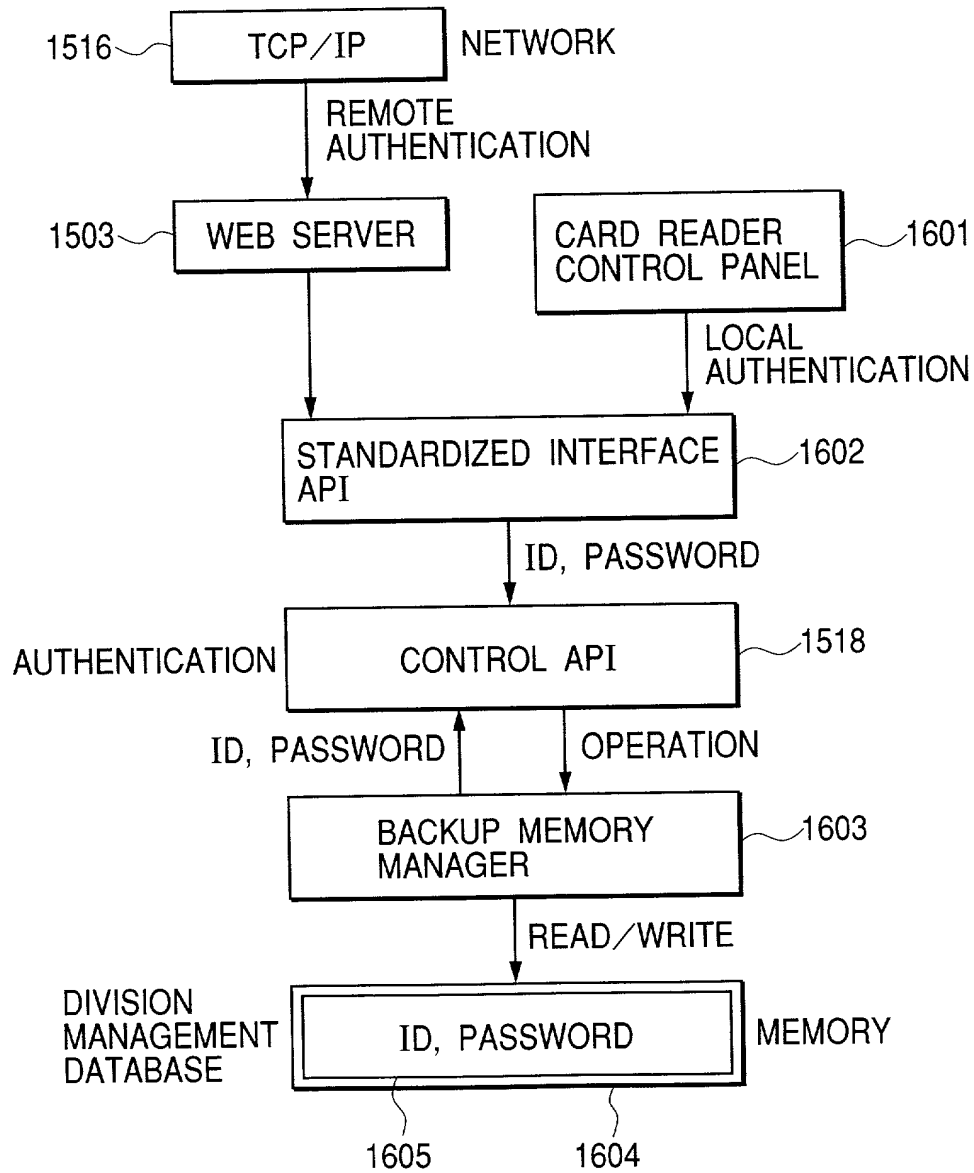 1516
TCP/IP
NETWORK
REMOTE
AUTHENTICATION
1503
WEB SERVER
CARD READER
CONTROL PANEL
1601
LOCAL
AUTHENTICATION
STANDARDIZED INTERFACE
API
1602
ID, PASSWORD
AUTHENTICATION
CONTROL API
1518
ID, PASSWORD
OPERATION
BACKUP MEMORY
MANAGER
1603
READ/WRITE
DIVISION
MANAGEMENT
DATABASE
ID, PASSWORD
MEMORY
1605
1604